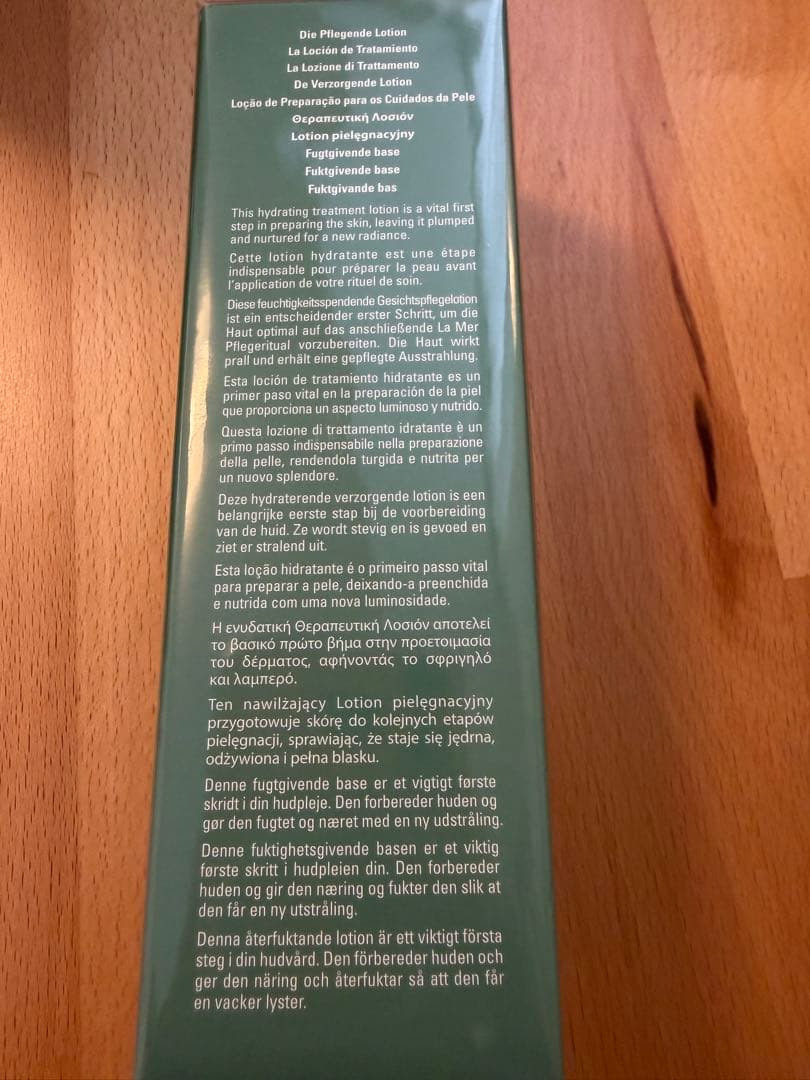 Die Pflegende Lotion
La Loción de Tratamiento
La Lozione di Trattamento
De Verzorgende Lotion
Loção de Preparação para os Cuidados da Pele
Θεραπευτική Λοσιόν
Lotion pielęgnacyjny
Fugtgivende base
Fuktgivende base
Fuktgivande bas
This hydrating treatment lotion is a vital first
step in preparing the skin, leaving it plumped
and nurtured for a new radiance.
Cette lotion hydratante est une étape
indispensable pour préparer la peau avant
l'application de votre rituel de soin.
Diese feuchtigkeitsspendende Gesichtspflegelotion
ist ein entscheidender erster Schritt, um die
Haut optimal auf das anschließende La Mer
Pflegeritual vorzubereiten. Die Haut wirkt
prall und erhält eine gepflegte Ausstrahlung.
Esta loción de tratamiento hidratante es un
primer paso vital en la preparación de la piel
que proporciona un aspecto luminoso y nutrido.
Questa lozione di trattamento idratante è un
primo passo indispensabile nella preparazione
della pelle, rendendola turgida e nutrita per
un nuovo splendore.
Deze hydraterende verzorgende lotion is een
belangrijke eerste stap bij de voorbereiding
van de huid. Ze wordt stevig en is gevoed en
ziet er stralend uit.
Esta loção hidratante é o primeiro passo vital
para preparar a pele, deixando-a preenchida
e nutrida com uma nova luminosidade.
Η ενυδατική Θεραπευτική Λοσιόν αποτελεί
το βασικό πρώτο βήμα στην προετοιμασία
του δέρματος, αφήνοντάς το σφριγηλό
και λαμπερό.
Ten nawilżający Lotion pielęgnacyjny
przygotowuje skórę do kolejnych etapów
pielęgnacji, sprawiając, że staje się jędrna,
odżywiona i pełna blasku.
Denne fugtgivende base er et vigtigt første
skridt i din hudpleje. Den forbereder huden og
gør den fugtet og næret med en ny udstråling.
Denne fuktighetsgivende basen er et viktig
første skritt i hudpleien din. Den forbereder
huden og gir den næring og fukter den slik at
den får en ny utstråling.
Denna återfuktande lotion är ett viktigt första
steg i din hudvård. Den förbereder huden och
ger den näring och återfuktar så att den får
en vacker lyster.